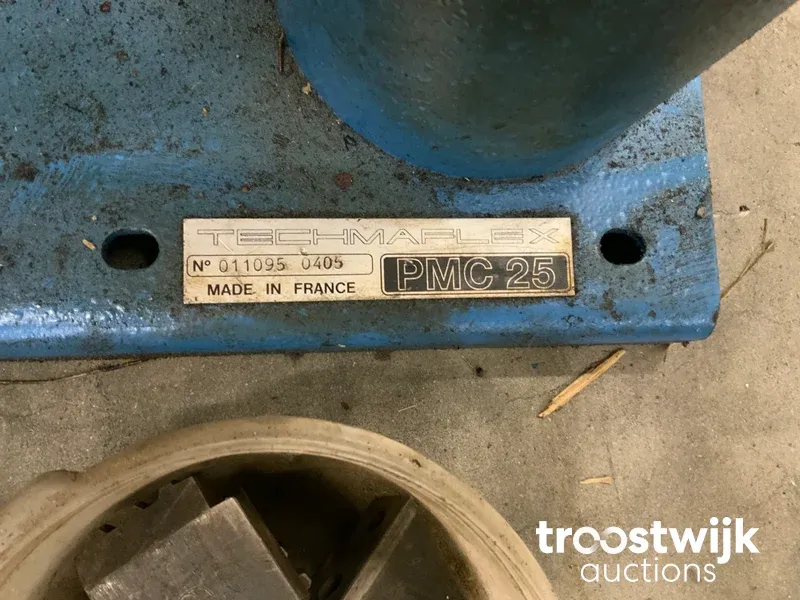 TECHMAFLEX
N° 011095 0405
MADE IN FRANCE
PMC 25
troostwijk
auctions